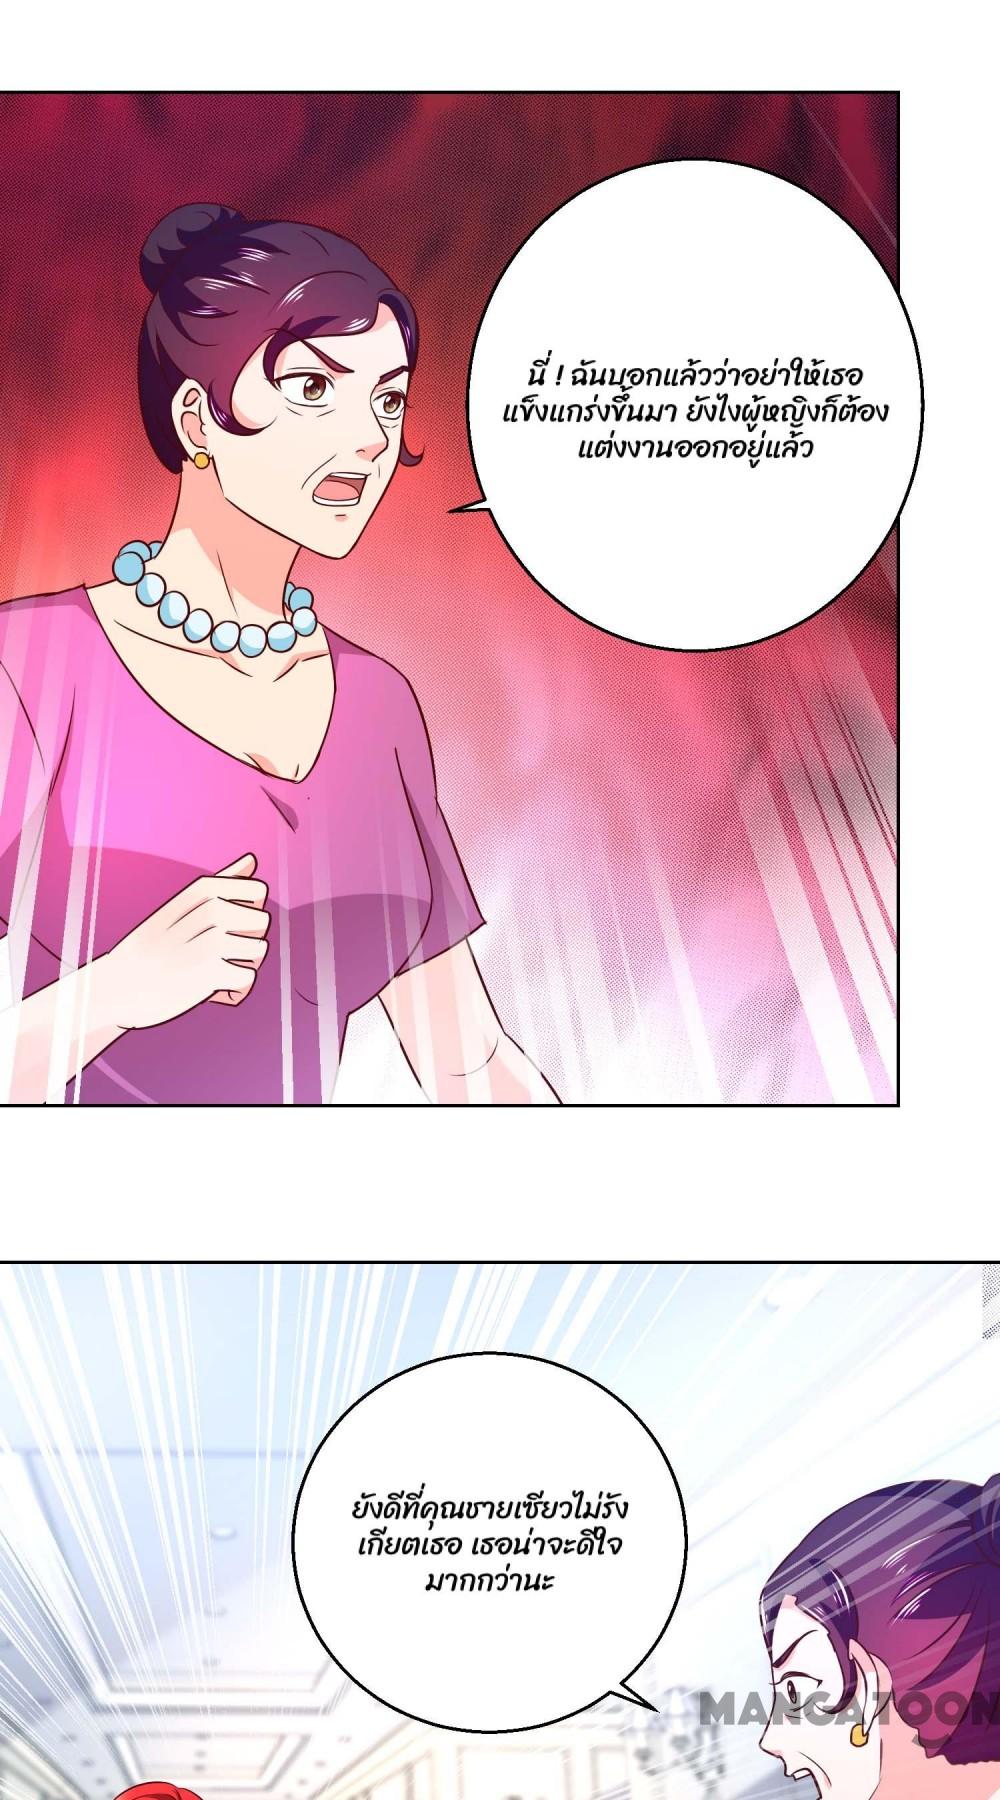 นี่ ! ฉันบอกแล้วว่าอย่าให้เธอ
แข็งแกร่งขึ้นมา ยังไงผู้หญิงก็ต้อง
แต่งงานออกอยู่แล้ว
ยังดีที่คุณชายเซียวไม่รัง
เกียตเธอ เธอน่าจะดีใจ
มากกว่านะ
MANGATOON